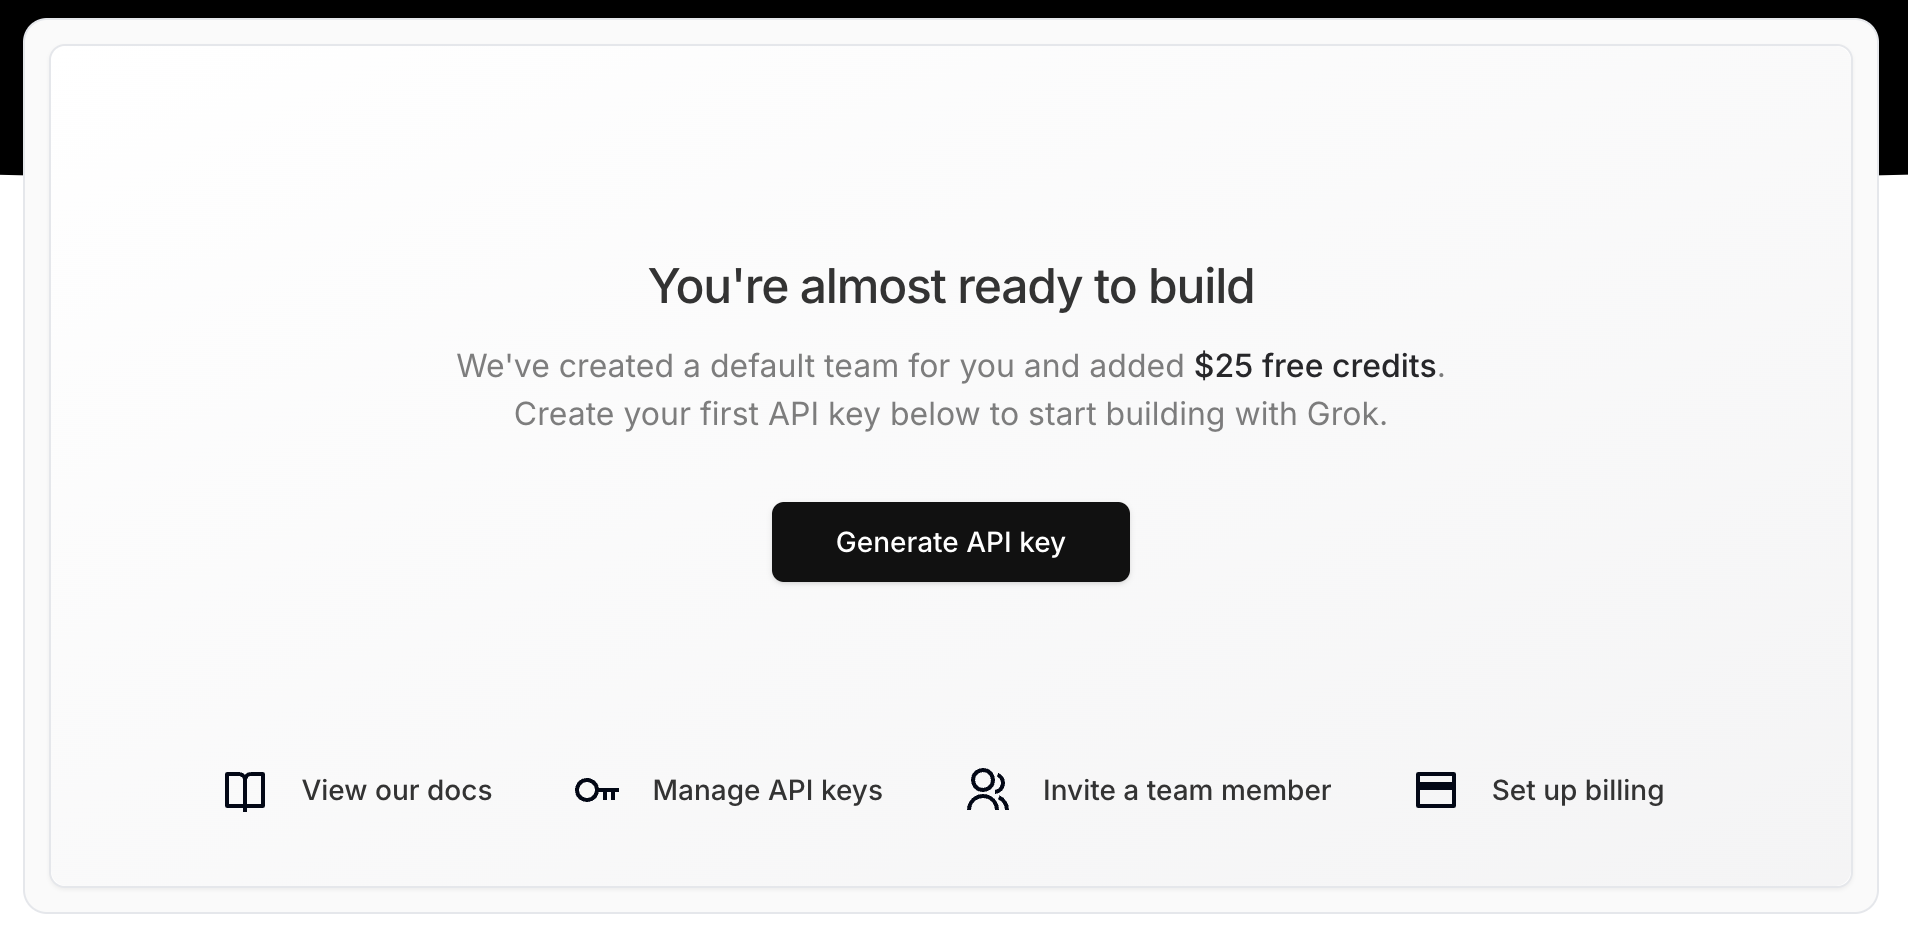 You're almost ready to build
We've created a default team for you and added $25 free credits.
Create your first API key below to start building with Grok.
Generate API key
View our docs
Manage API keys
Invite a team member
Set up billing